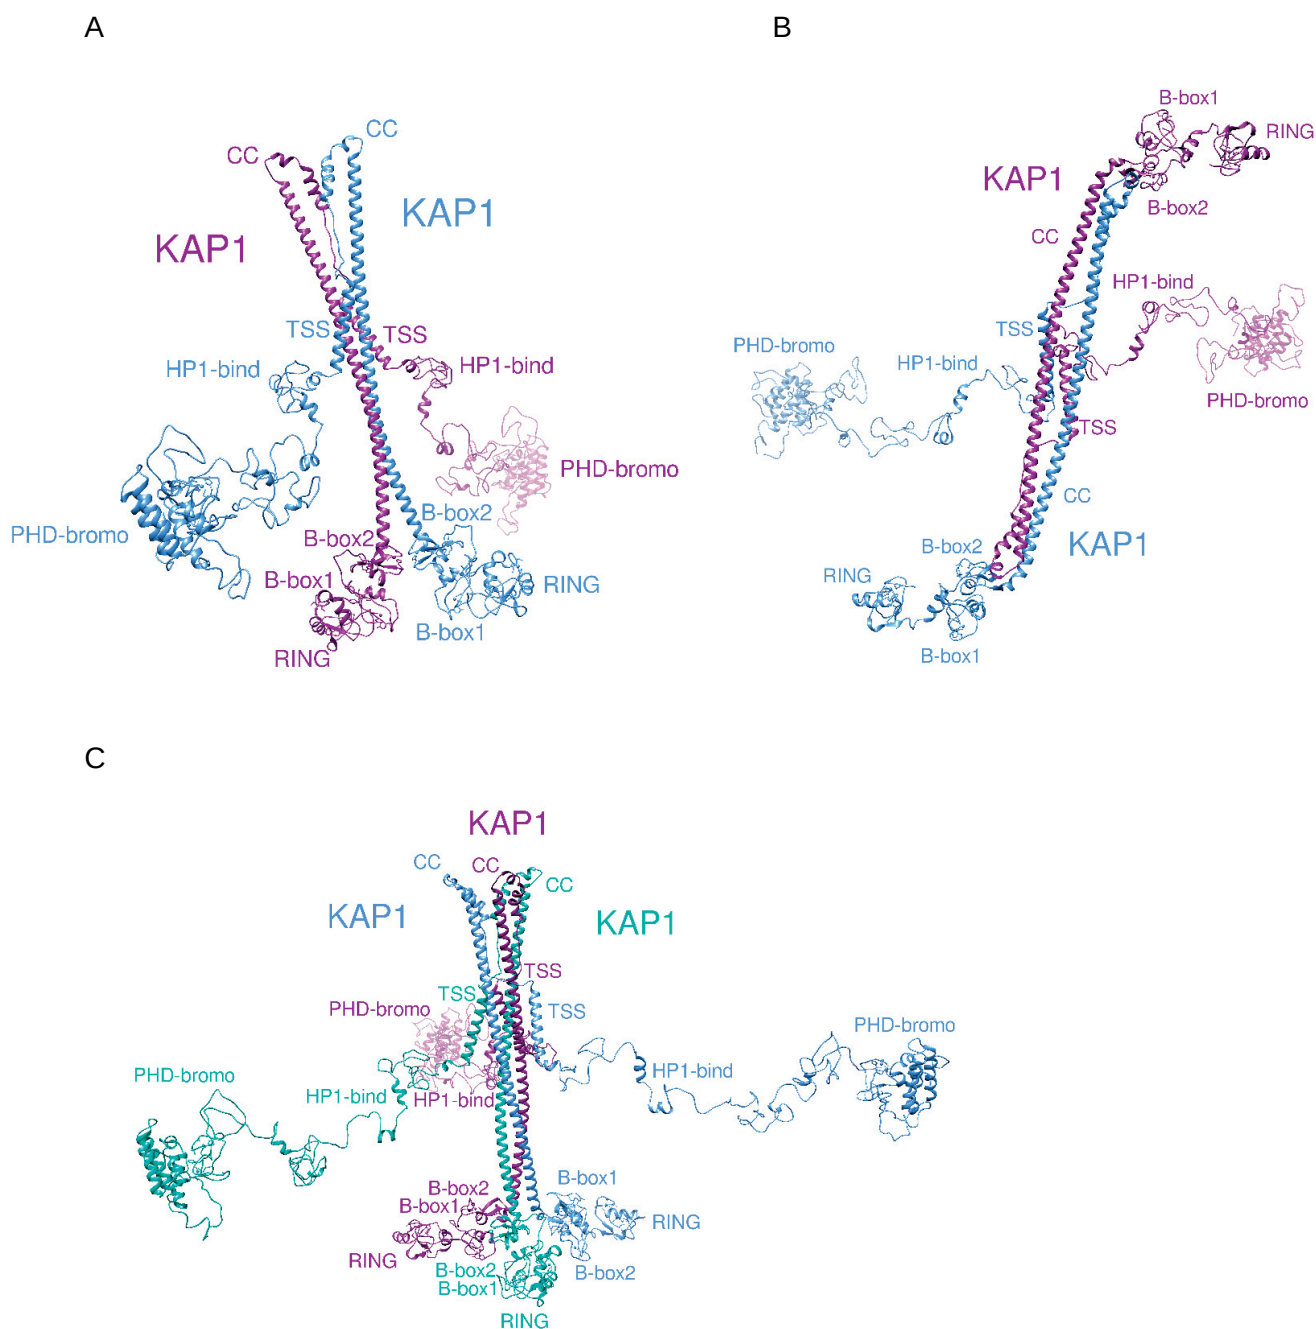 A
CC
CC
KAP1
KAP1
TSS
TSS
HP1-bind
HP1-bind
PHD-bromo
PHD-bromo
B-box2
B-box2
B-box1
RING
B-box1
RING
B
B-box1
RING
KAP1
B-box2
CC
HP1-bind
TSS
PHD-bromo
HP1-bind
PHD-bromo
TSS
CC
B-box2
KAP1
RING
B-box1
C
KAP1
CC
CC
CC
KAP1
KAP1
TSS
TSS
PHD-bromo
TSS
PHD-bromo
PHD-bromo
HP1-bind
HP1-bind
HP1-bind
B-box2
B-box1
B-box1
RING
RING
B-box2
B-box2
B-box1
RING